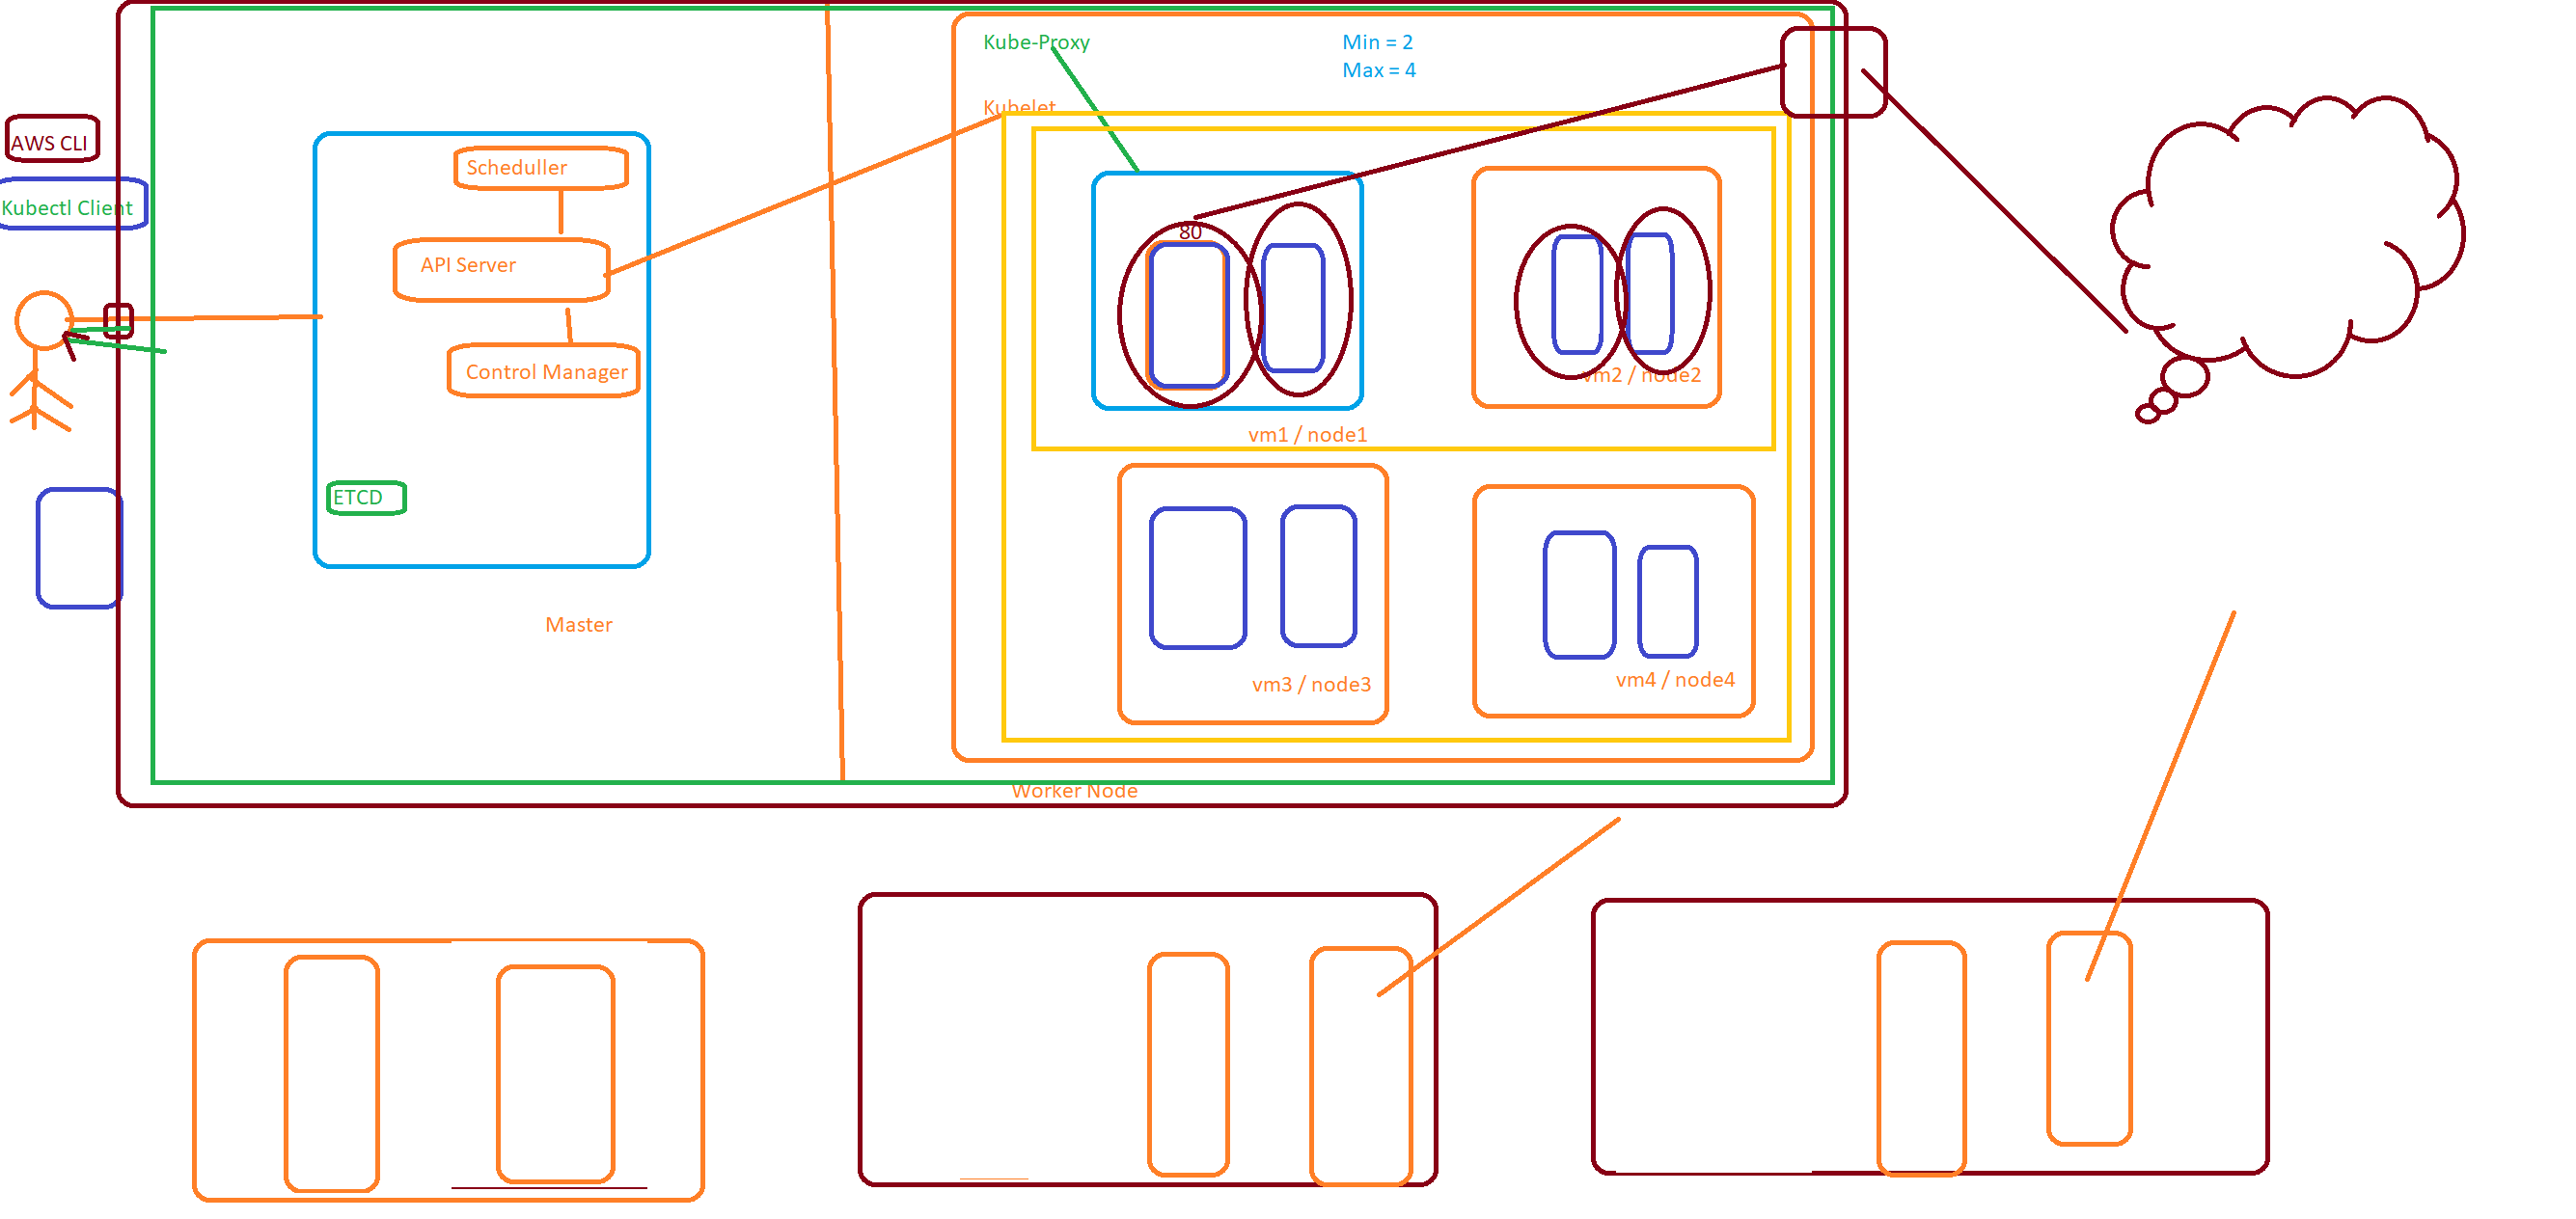 AWS CLI
Kubectl Client
Scheduller
API Server
Control Manager
ETCD
Master
Kube-Proxy
Min = 2
Max = 4
Kubelet
80
vm1 / node1
vm2 / node2
vm3 / node3
vm4 / node4
Worker Node